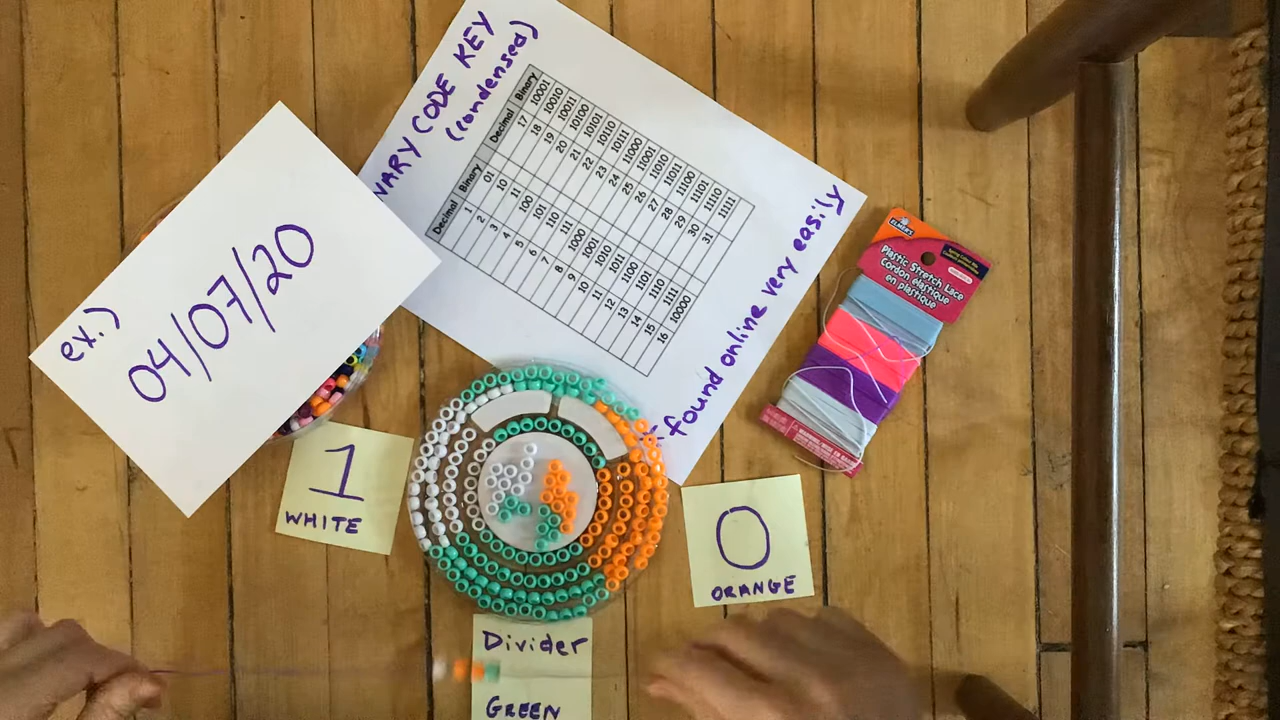 NARY CODE KEY
(condensed)
Decimal Binary Decimal Binary
1 01 17 10001
2 10 18 10010
3 11 19 10011
4 100 20 10100
5 101 21 10101
6 110 22 10110
7 111 23 10111
8 1000 24 11000
9 1001 25 11001
10 1010 26 11010
11 1011 27 11011
12 1100 28 11100
13 1101 29 11101
14 1110 30 11110
15 1111 31 11111
16 10000
found online very easily
ex.)
04/07/20
ELMER'S
Plastic Stretch Lace
Cordon élastique
en plastique
1
WHITE
0
ORANGE
Divider
GREEN